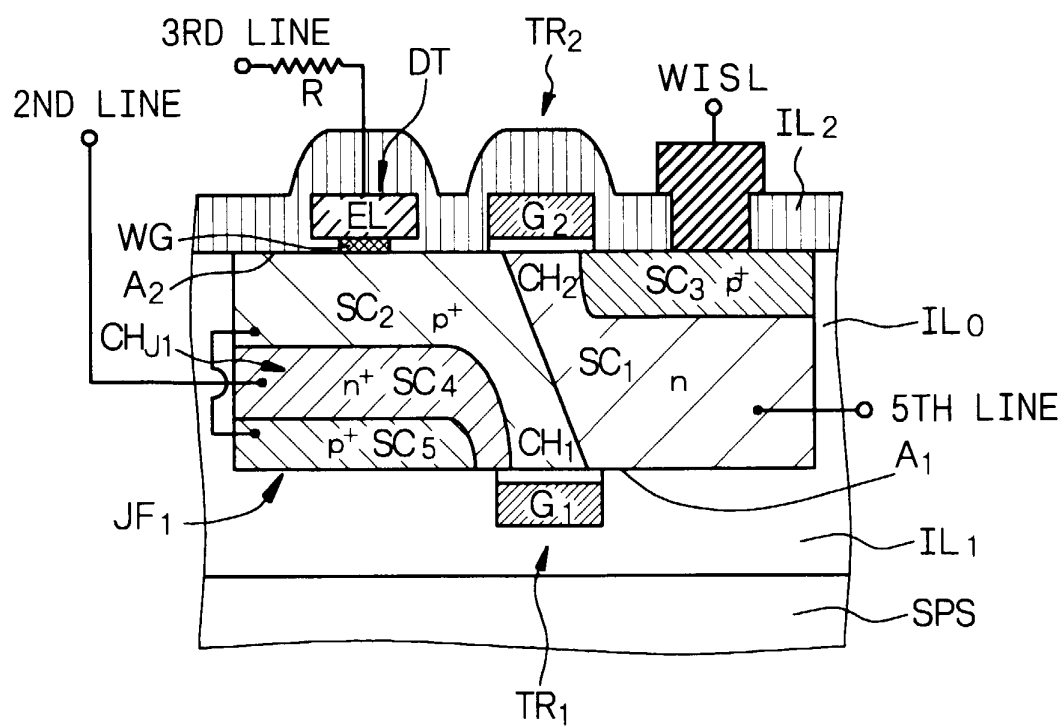 3RD LINE
TR2
DT
R
2ND LINE
WISL
IL2
EL
G2
WG
A2
CH2
SC3 p+
SC2 p+
IL0
CHJ1
SC1
n+ SC4
n
5TH LINE
p+ SC5
CH1
A1
JF1
G1
IL1
SPS
TR1